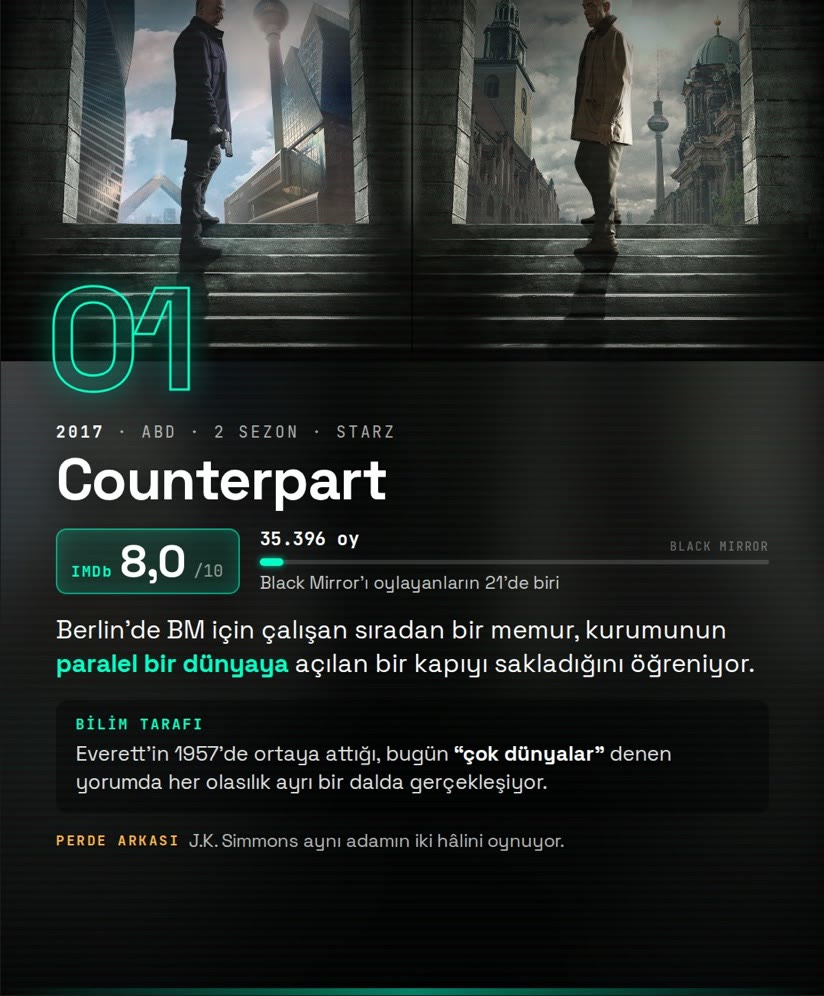 01
2017 · ABD · 2 SEZON · STARZ
Counterpart
IMDb 8,0 /10
35.396 oy
BLACK MIRROR
Black Mirror’ı oylayanların 21’de biri
Berlin’de BM için çalışan sıradan bir memur, kurumunun
paralel bir dünyaya açılan bir kapıyı sakladığını öğreniyor.
BİLİM TARAFI
Everett’in 1957’de ortaya attığı, bugün “çok dünyalar” denen
yorumda her olasılık ayrı bir dalda gerçekleşiyor.
PERDE ARKASI J.K. Simmons aynı adamın iki hâlini oynuyor.